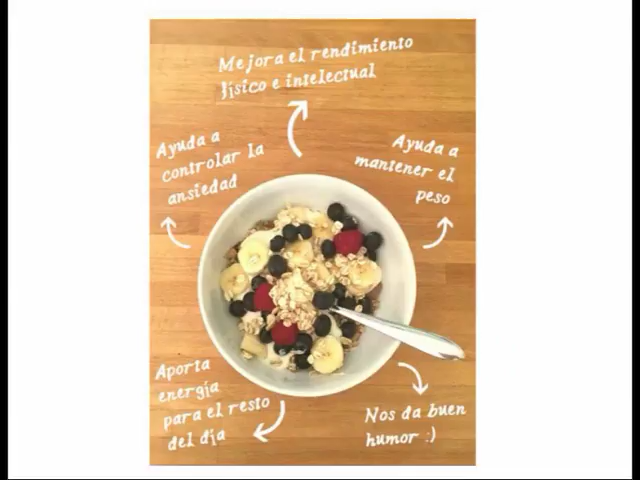 Mejora el rendimiento
físico e intelectual
Ayuda a
controlar la
ansiedad
Ayuda a
mantener el
peso
Aporta
energía
para el resto
del día
Nos da buen
humor :)